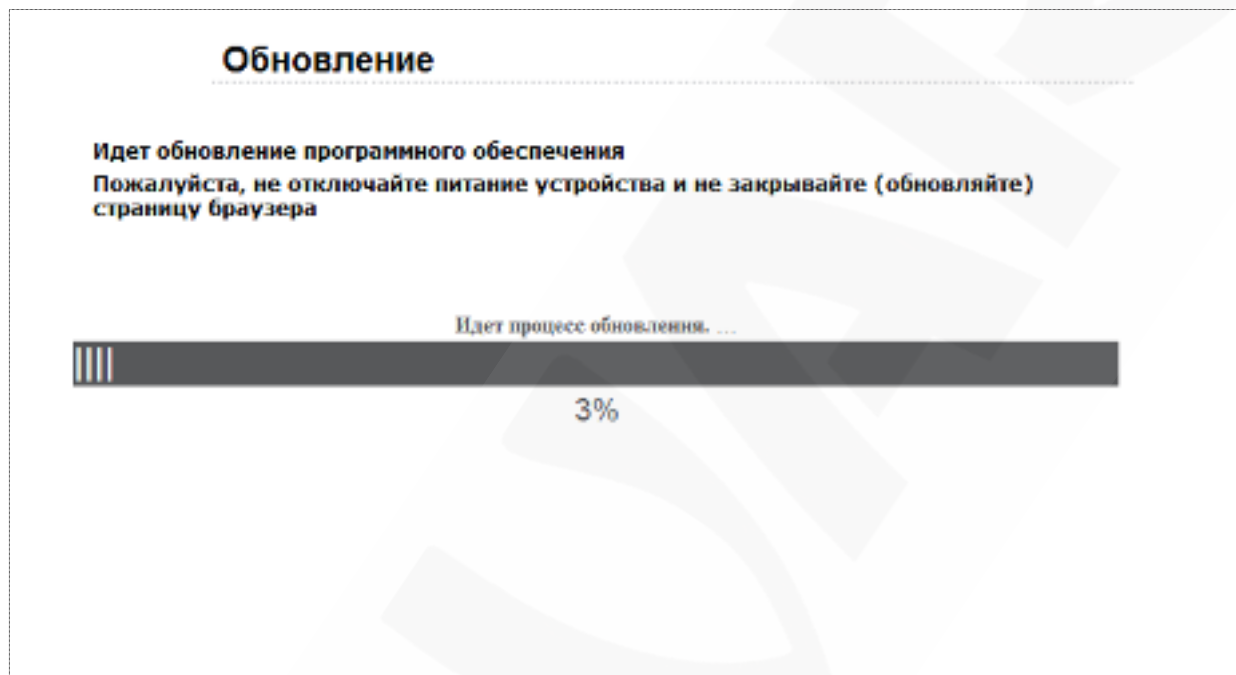 Обновление
Идет обновление программного обеспечения
Пожалуйста, не отключайте питание устройства и не закрывайте (обновляйте)
страницу браузера
Идет процесс обновления. ...
3%